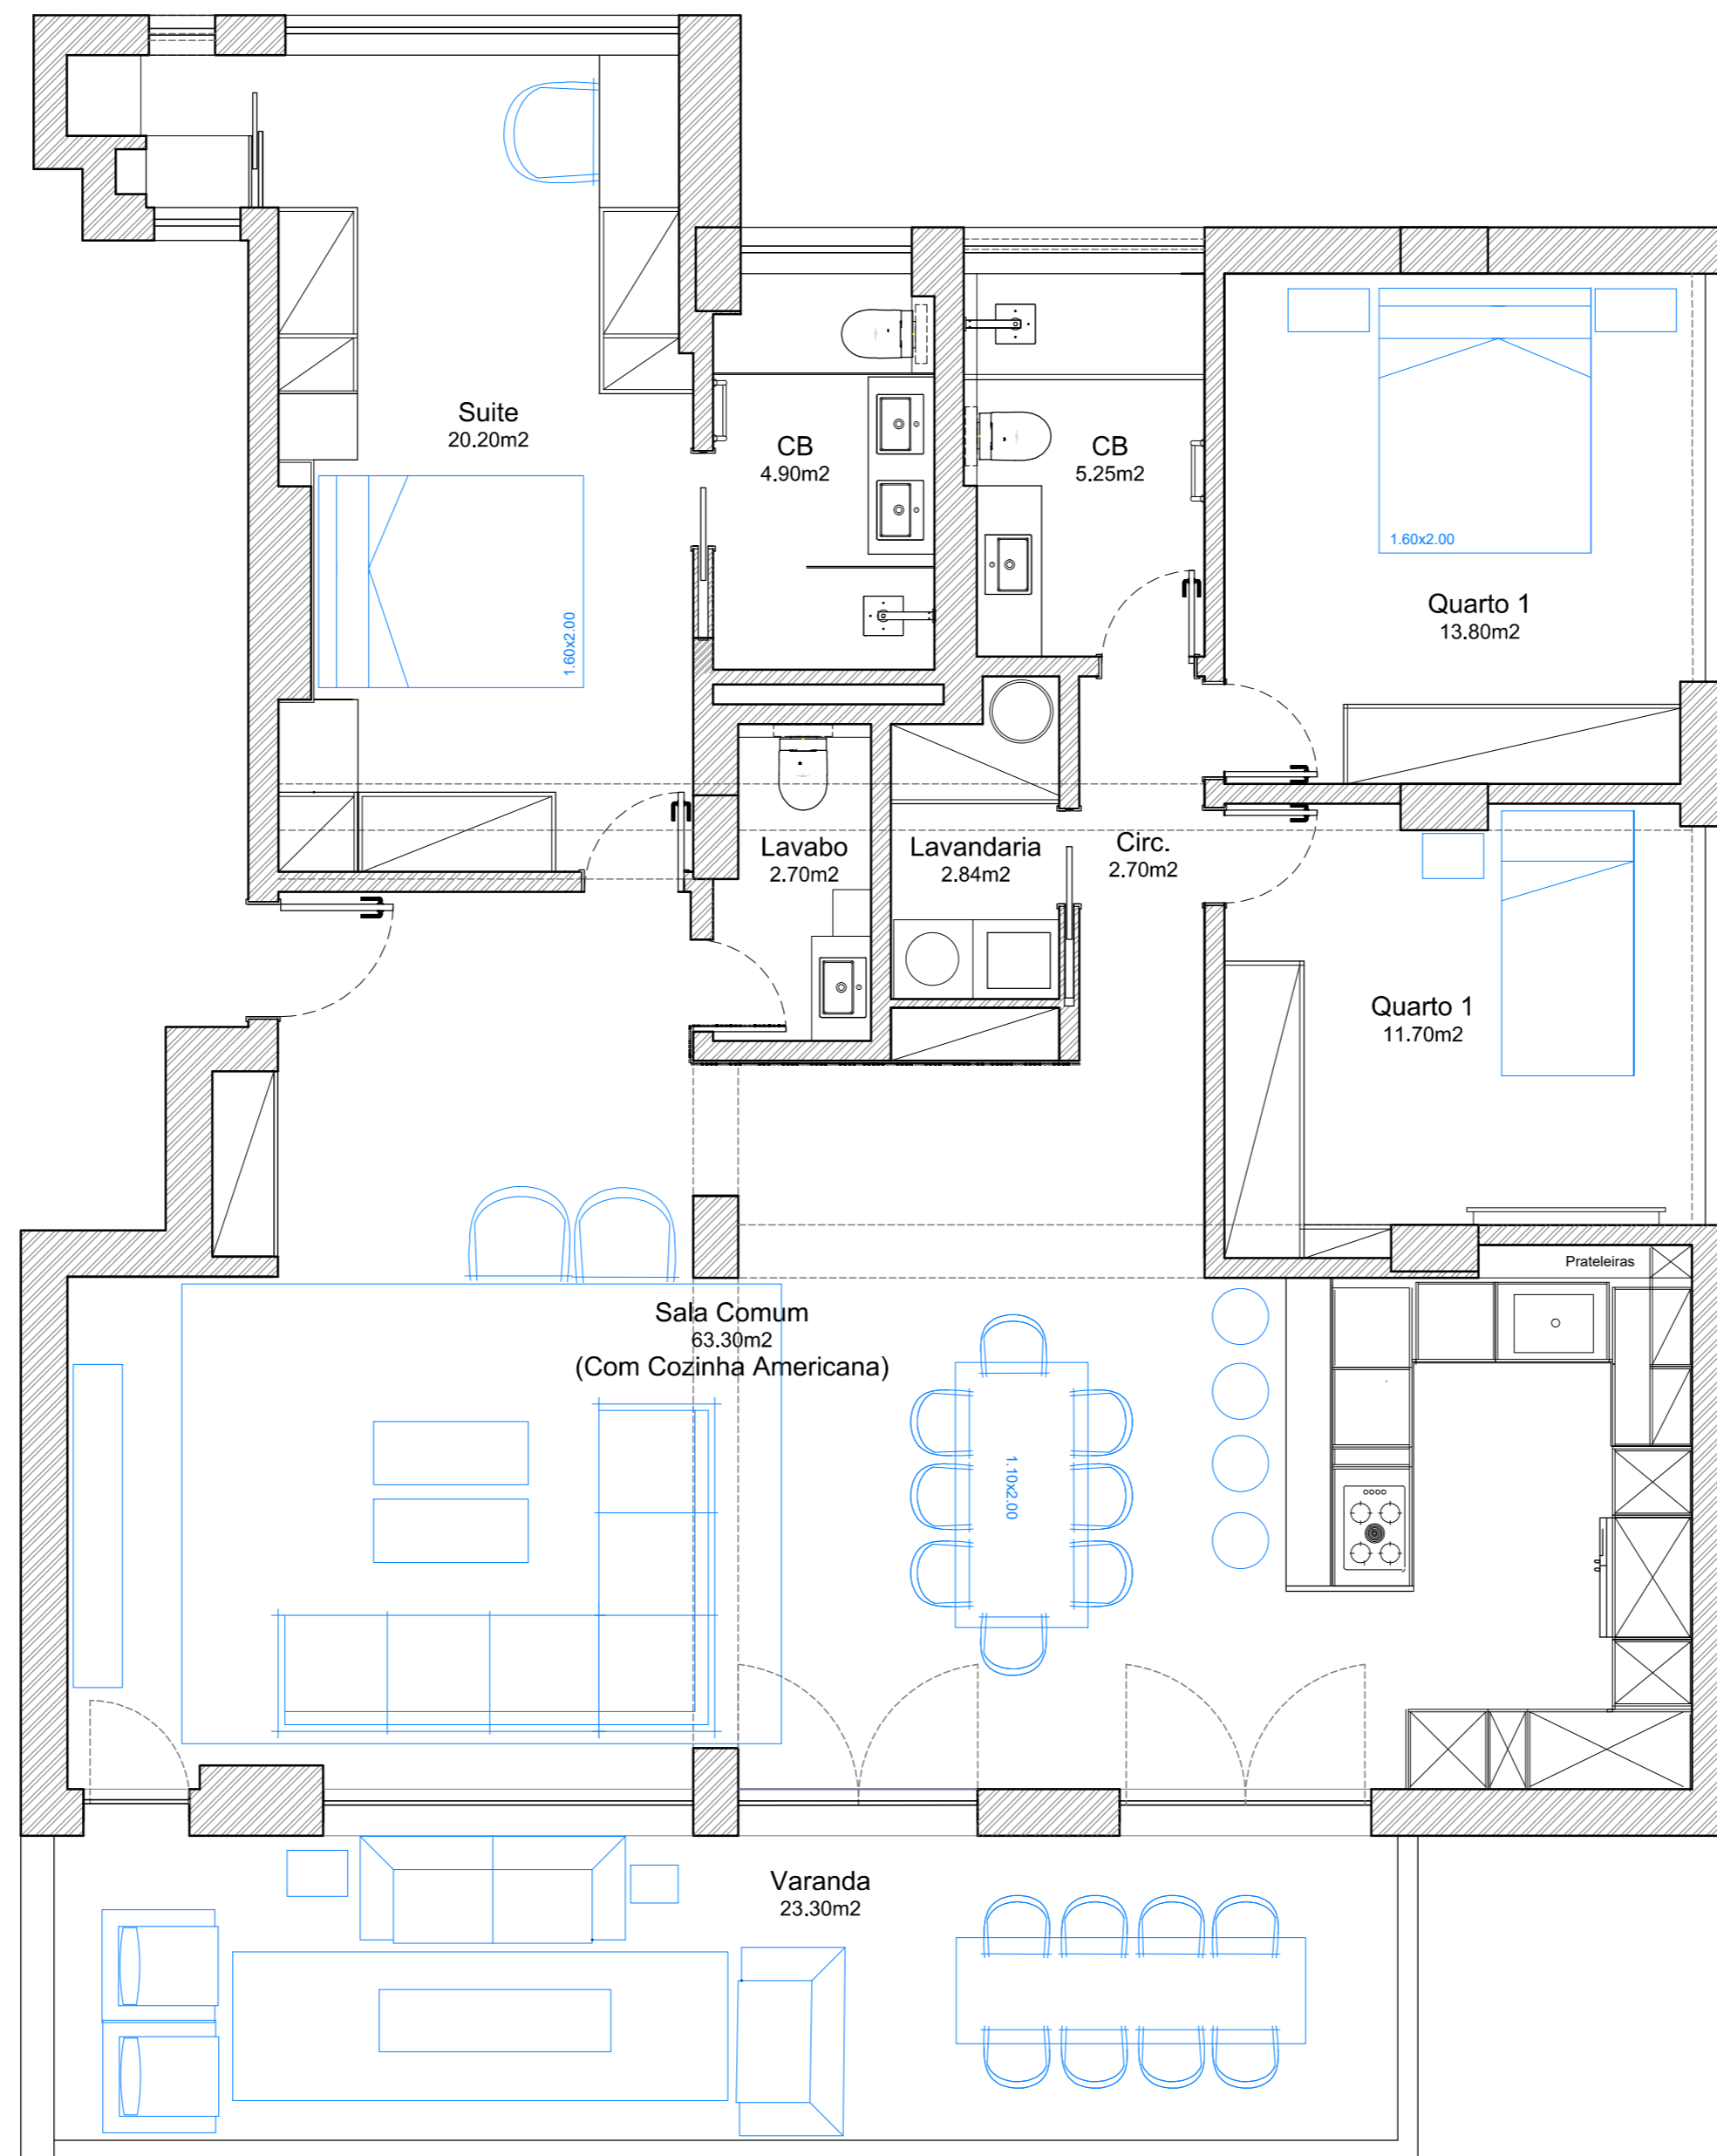 Suite
20.20m2
1.60x2.00
CB
4.90m2
CB
5.25m2
1.60x2.00
Quarto 1
13.80m2
Lavabo
2.70m2
Lavandaria
2.84m2
Circ.
2.70m2
Quarto 1
11.70m2
Prateleiras
Sala Comum
63.30m2
(Com Cozinha Americana)
1.10x2.00
Varanda
23.30m2